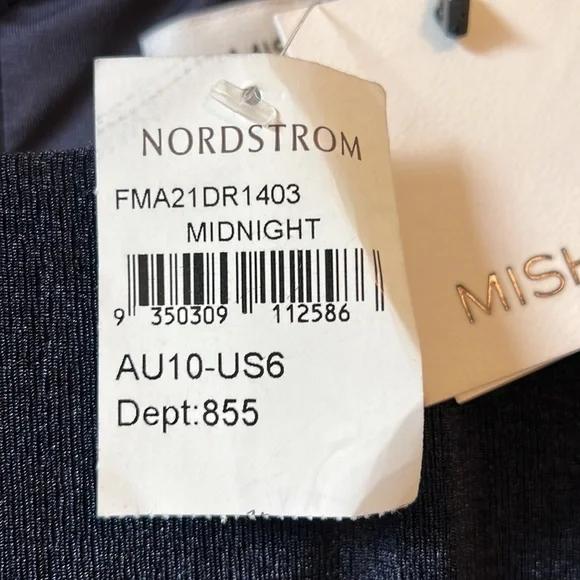 NORDSTROM
FMA21DR1403
MIDNIGHT
9 350309 112586
AU10-US6
Dept:855
MISH